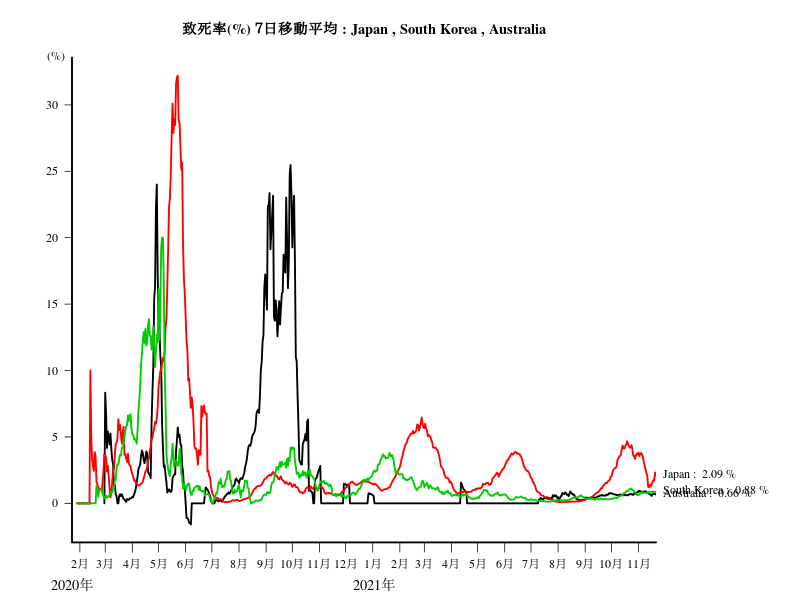 致死率(%) 7日移動平均 : Japan , South Korea , Australia
(%)
30
25
20
15
10
5
0
Japan : 2.09 %
South Korea : 0.88 %
Australia : 0.66 %
2月 3月 4月 5月 6月 7月 8月 9月 10月 11月 12月 1月 2月 3月 4月 5月 6月 7月 8月 9月 10月 11月
2020年 2021年